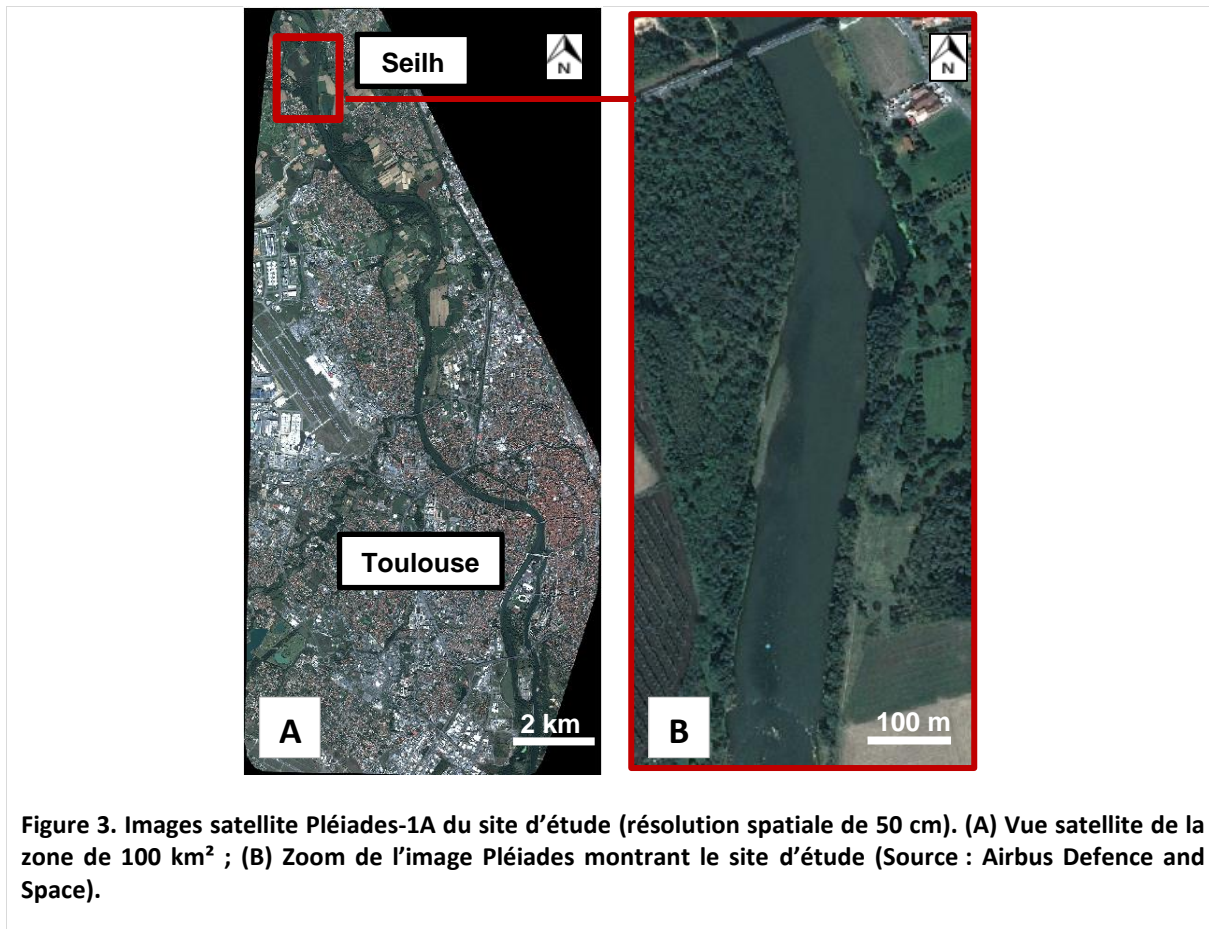 Seilh
N
N
Toulouse
A
2 km
B
100 m
Figure 3. Images satellite Pléiades-1A du site d’étude (résolution spatiale de 50 cm). (A) Vue satellite de la
zone de 100 km² ; (B) Zoom de l’image Pléiades montrant le site d’étude (Source : Airbus Defence and
Space).